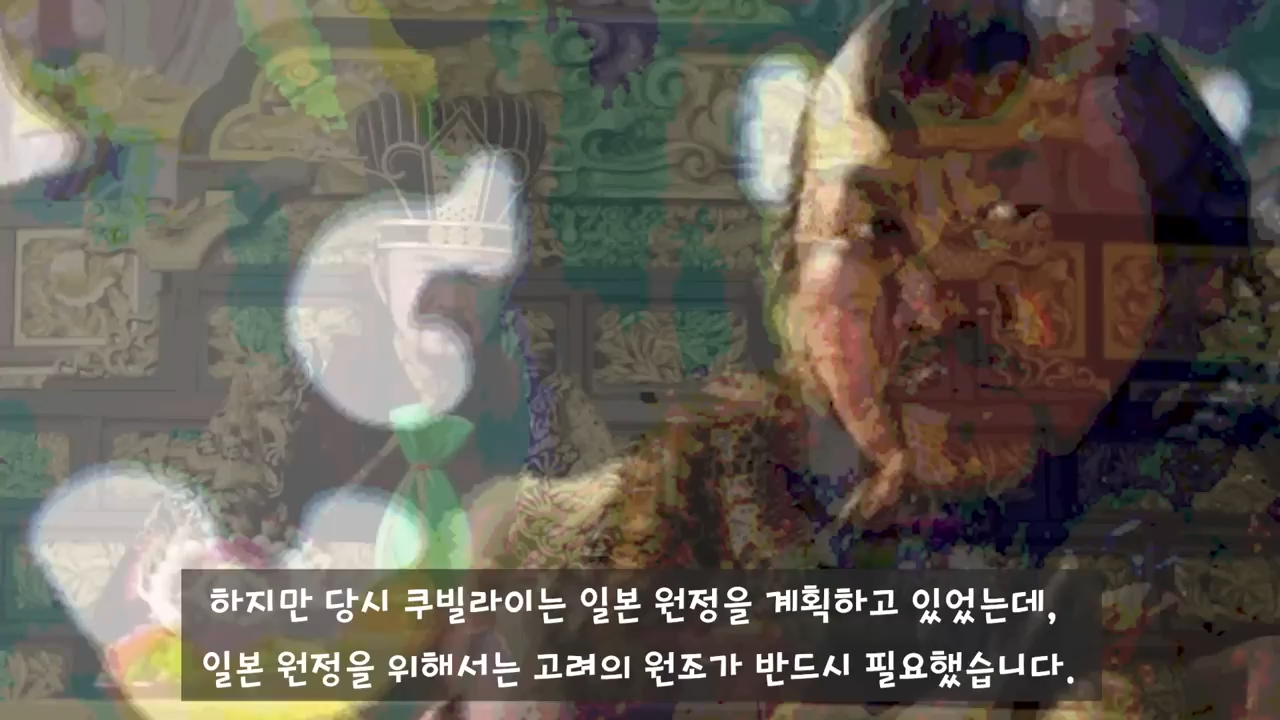 하지만 당시 쿠빌라이는 일본 원정을 계획하고 있었는데,
일본 원정을 위해서는 고려의 원조가 반드시 필요했습니다.